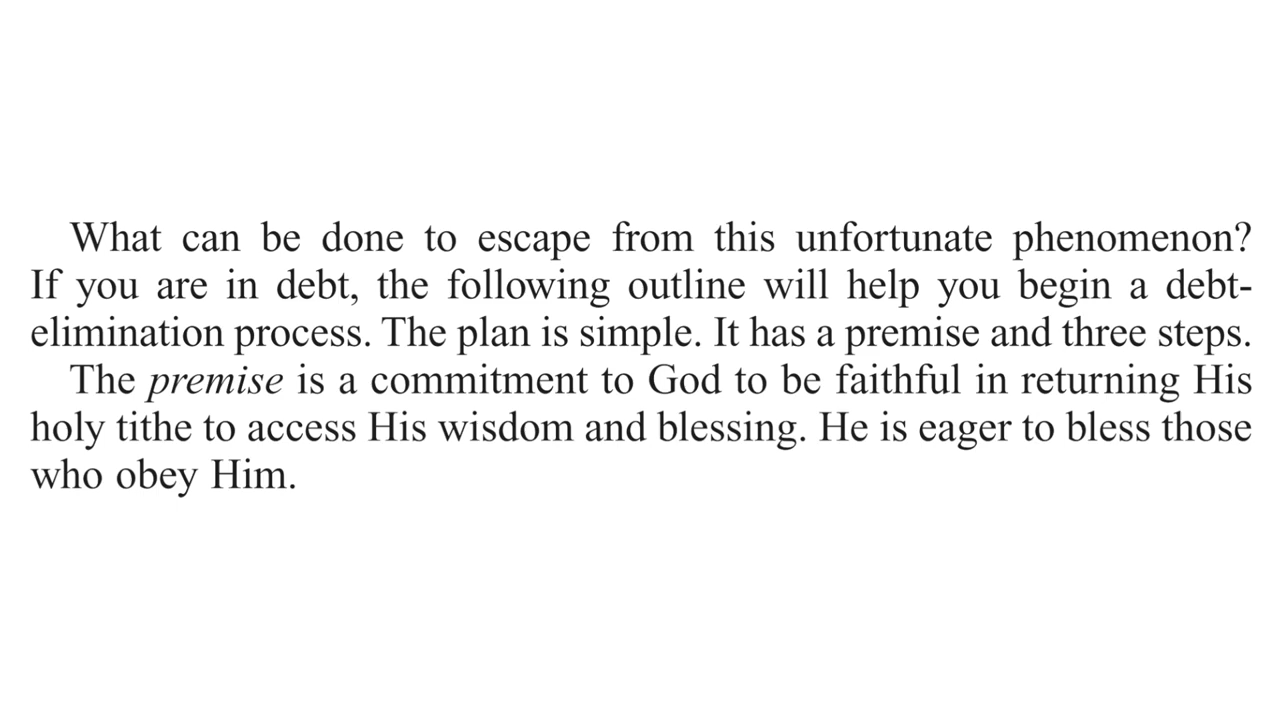 What can be done to escape from this unfortunate phenomenon?
If you are in debt, the following outline will help you begin a debt-
elimination process. The plan is simple. It has a premise and three steps.
The premise is a commitment to God to be faithful in returning His
holy tithe to access His wisdom and blessing. He is eager to bless those
who obey Him.